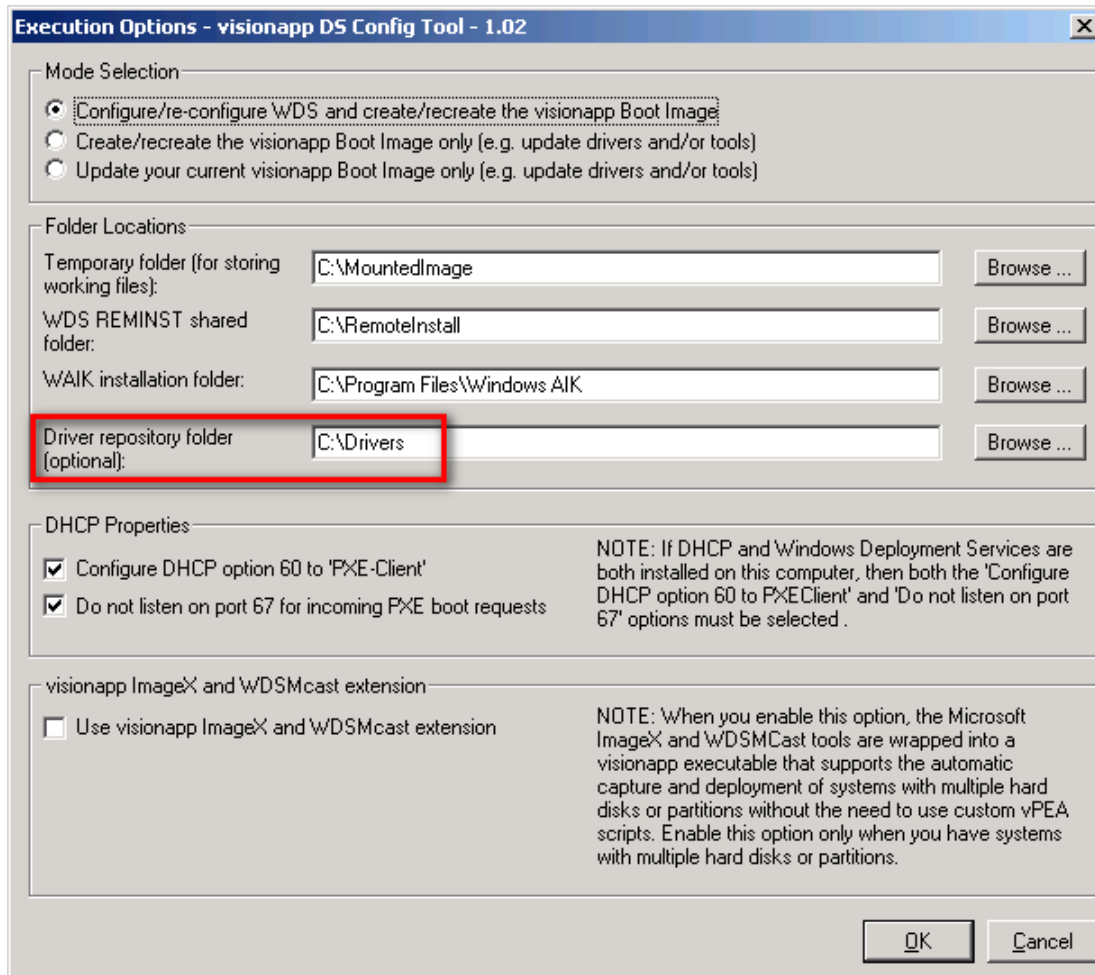 Execution Options - visionapp DS Config Tool - 1.02
Mode Selection
Configure/re-configure WDS and create/recreate the visionapp Boot Image
Create/recreate the visionapp Boot Image only (e.g. update drivers and/or tools)
Update your current visionapp Boot Image only (e.g. update drivers and/or tools)
Folder Locations
Temporary folder (for storing
working files):
C:\MountedImage
Browse ...
WDS REMINST shared
folder:
C:\RemoteInstall
Browse ...
WAIK installation folder:
C:\Program Files\Windows AIK
Browse ...
Driver repository folder
(optional):
C:\Drivers
Browse ...
DHCP Properties
Configure DHCP option 60 to 'PXE-Client'
Do not listen on port 67 for incoming PXE boot requests
NOTE: If DHCP and Windows Deployment Services are
both installed on this computer, then both the 'Configure
DHCP option 60 to PXEClient' and 'Do not listen on port
67' options must be selected .
visionapp ImageX and WDSMcast extension
Use visionapp ImageX and WDSMcast extension
NOTE: When you enable this option, the Microsoft
ImageX and WDSMCast tools are wrapped into a
visionapp executable that supports the automatic
capture and deployment of systems with multiple hard
disks or partitions without the need to use custom vPEA
scripts. Enable this option only when you have systems
with multiple hard disks or partitions.
OK
Cancel